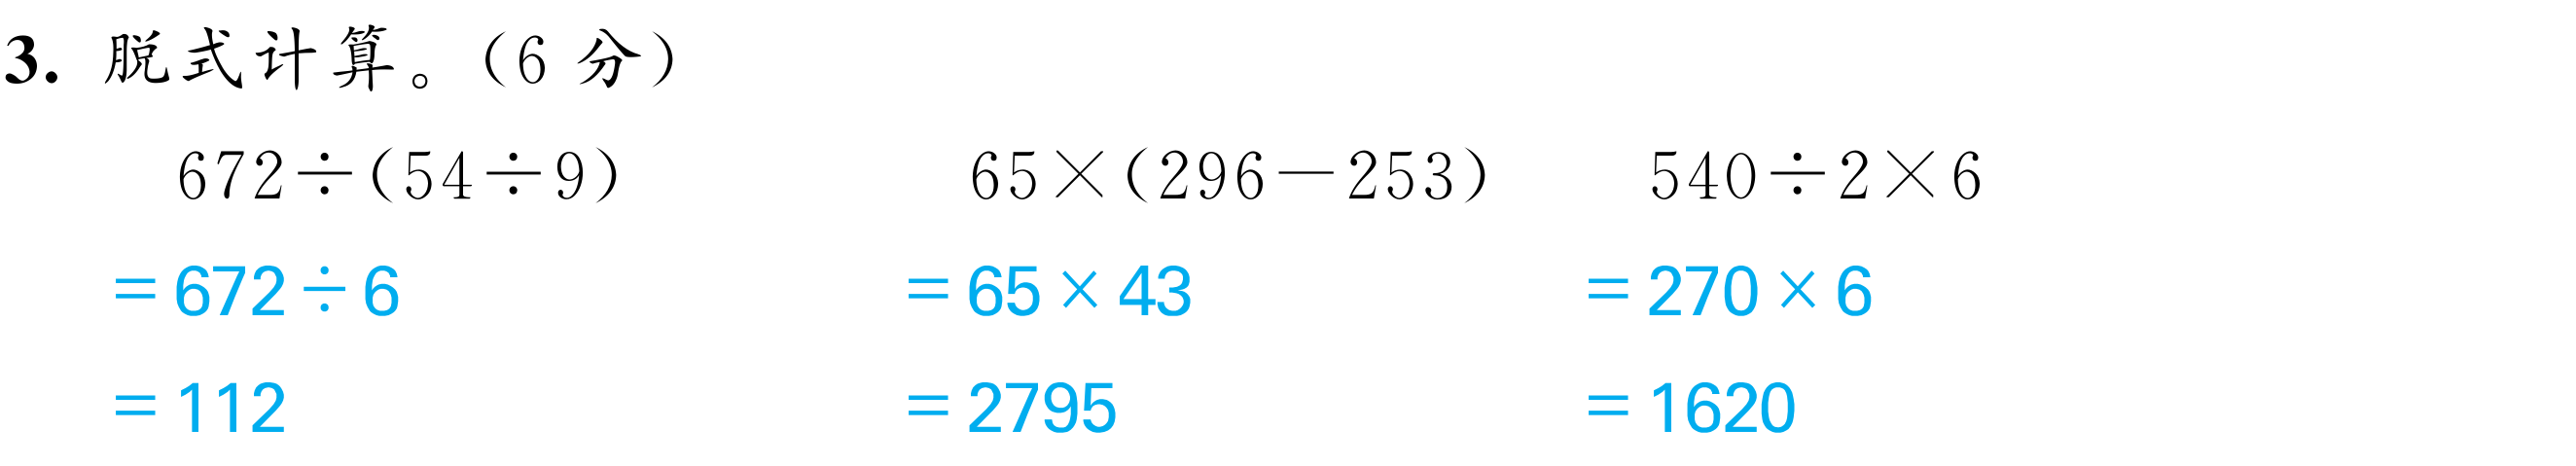 3. 脱式计算。(6 分)
672÷(54÷9) 65×(296－253) 540÷2×6
=672÷6 =65×43 =270×6
=112 =2795 =1620